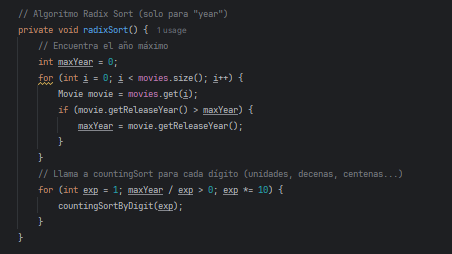 // Algoritmo Radix Sort (solo para "year")
private void radixSort() { 1 usage
// Encuentra el año máximo
int maxYear = 0;
for (int i = 0; i < movies.size(); i++) {
Movie movie = movies.get(i);
if (movie.getReleaseYear() > maxYear) {
maxYear = movie.getReleaseYear();
}
}
// Llama a countingSort para cada dígito (unidades, decenas, centenas...)
for (int exp = 1; maxYear / exp > 0; exp *= 10) {
countingSortByDigit(exp);
}
}